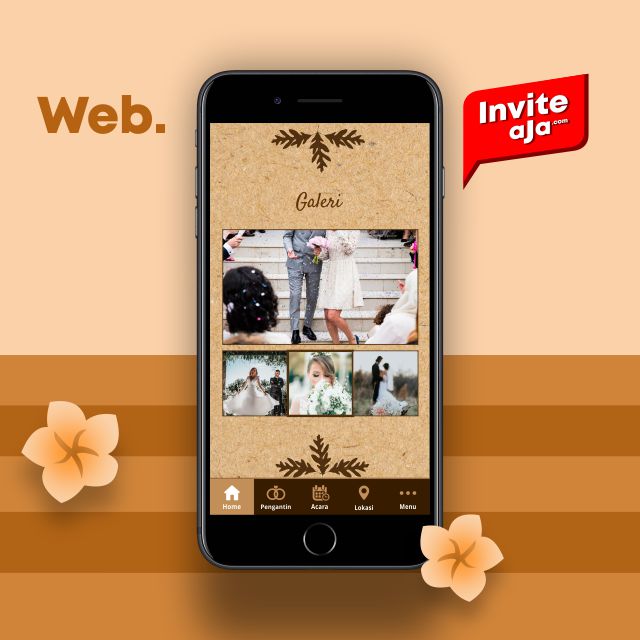 Web.
Invite
aja.com
Galeri
Home
Pengantin
Acara
Lokasi
Menu